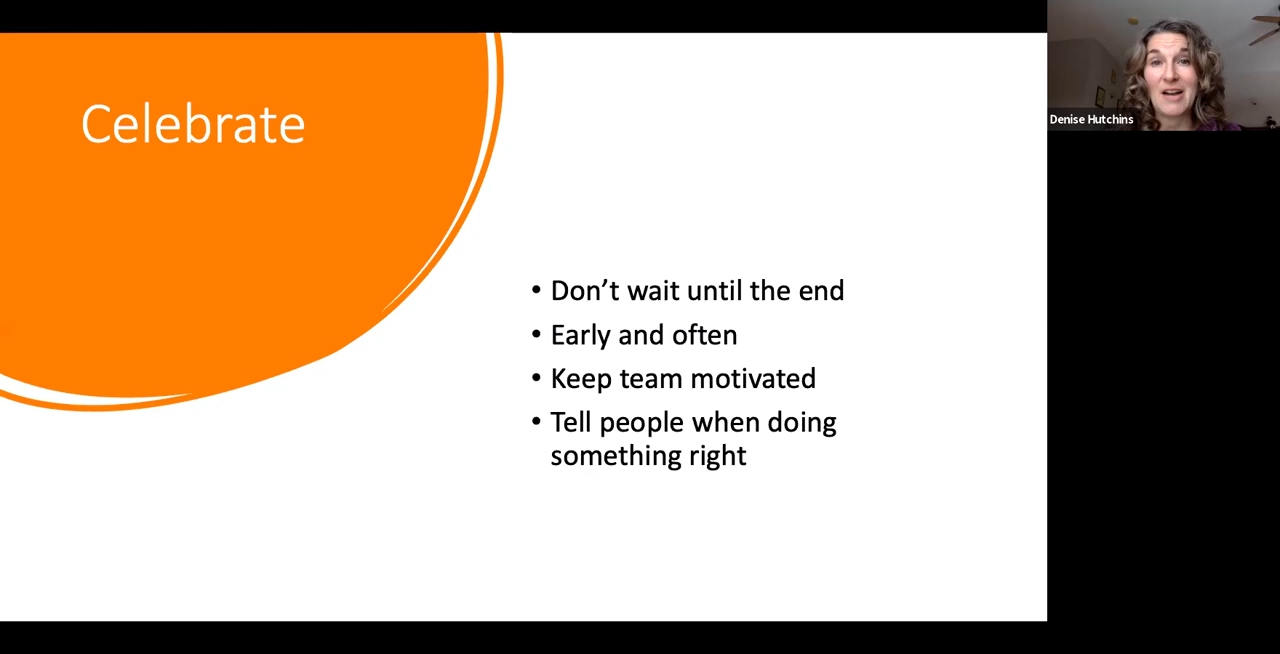 Celebrate
Denise Hutchins
• Don’t wait until the end
• Early and often
• Keep team motivated
• Tell people when doing
something right